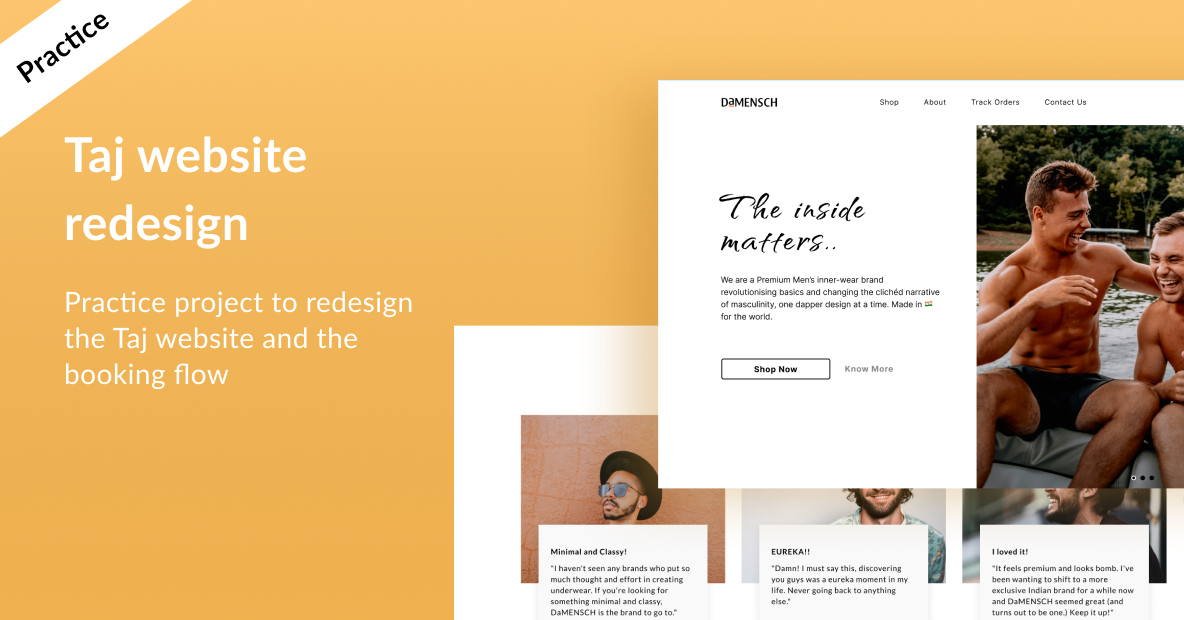 Practice
Taj website
redesign
Practice project to redesign
the Taj website and the
booking flow
DaMENSCH
Shop
About
Track Orders
Contact Us
The inside
matters..
We are a Premium Men's inner-wear brand
revolutionising basics and changing the clichéd narrative
of masculinity, one dapper design at a time. Made in 🇮🇳
for the world.
Shop Now
Know More
Minimal and Classy!
"I haven't seen any brands who put so
much thought and effort in creating
underwear. If you're looking for
something minimal and classy,
DaMENSCH is the brand to go to."
EUREKA!!
"Damn! I must say this, discovering
you guys was a eureka moment in my
life. Never going back to anything
else."
I loved it!
"It feels premium and looks bomb. I've
been wanting to shift to a more
exclusive Indian brand for a while now
and DaMENSCH seemed great (and
turns out to be one.) Keep it up!"